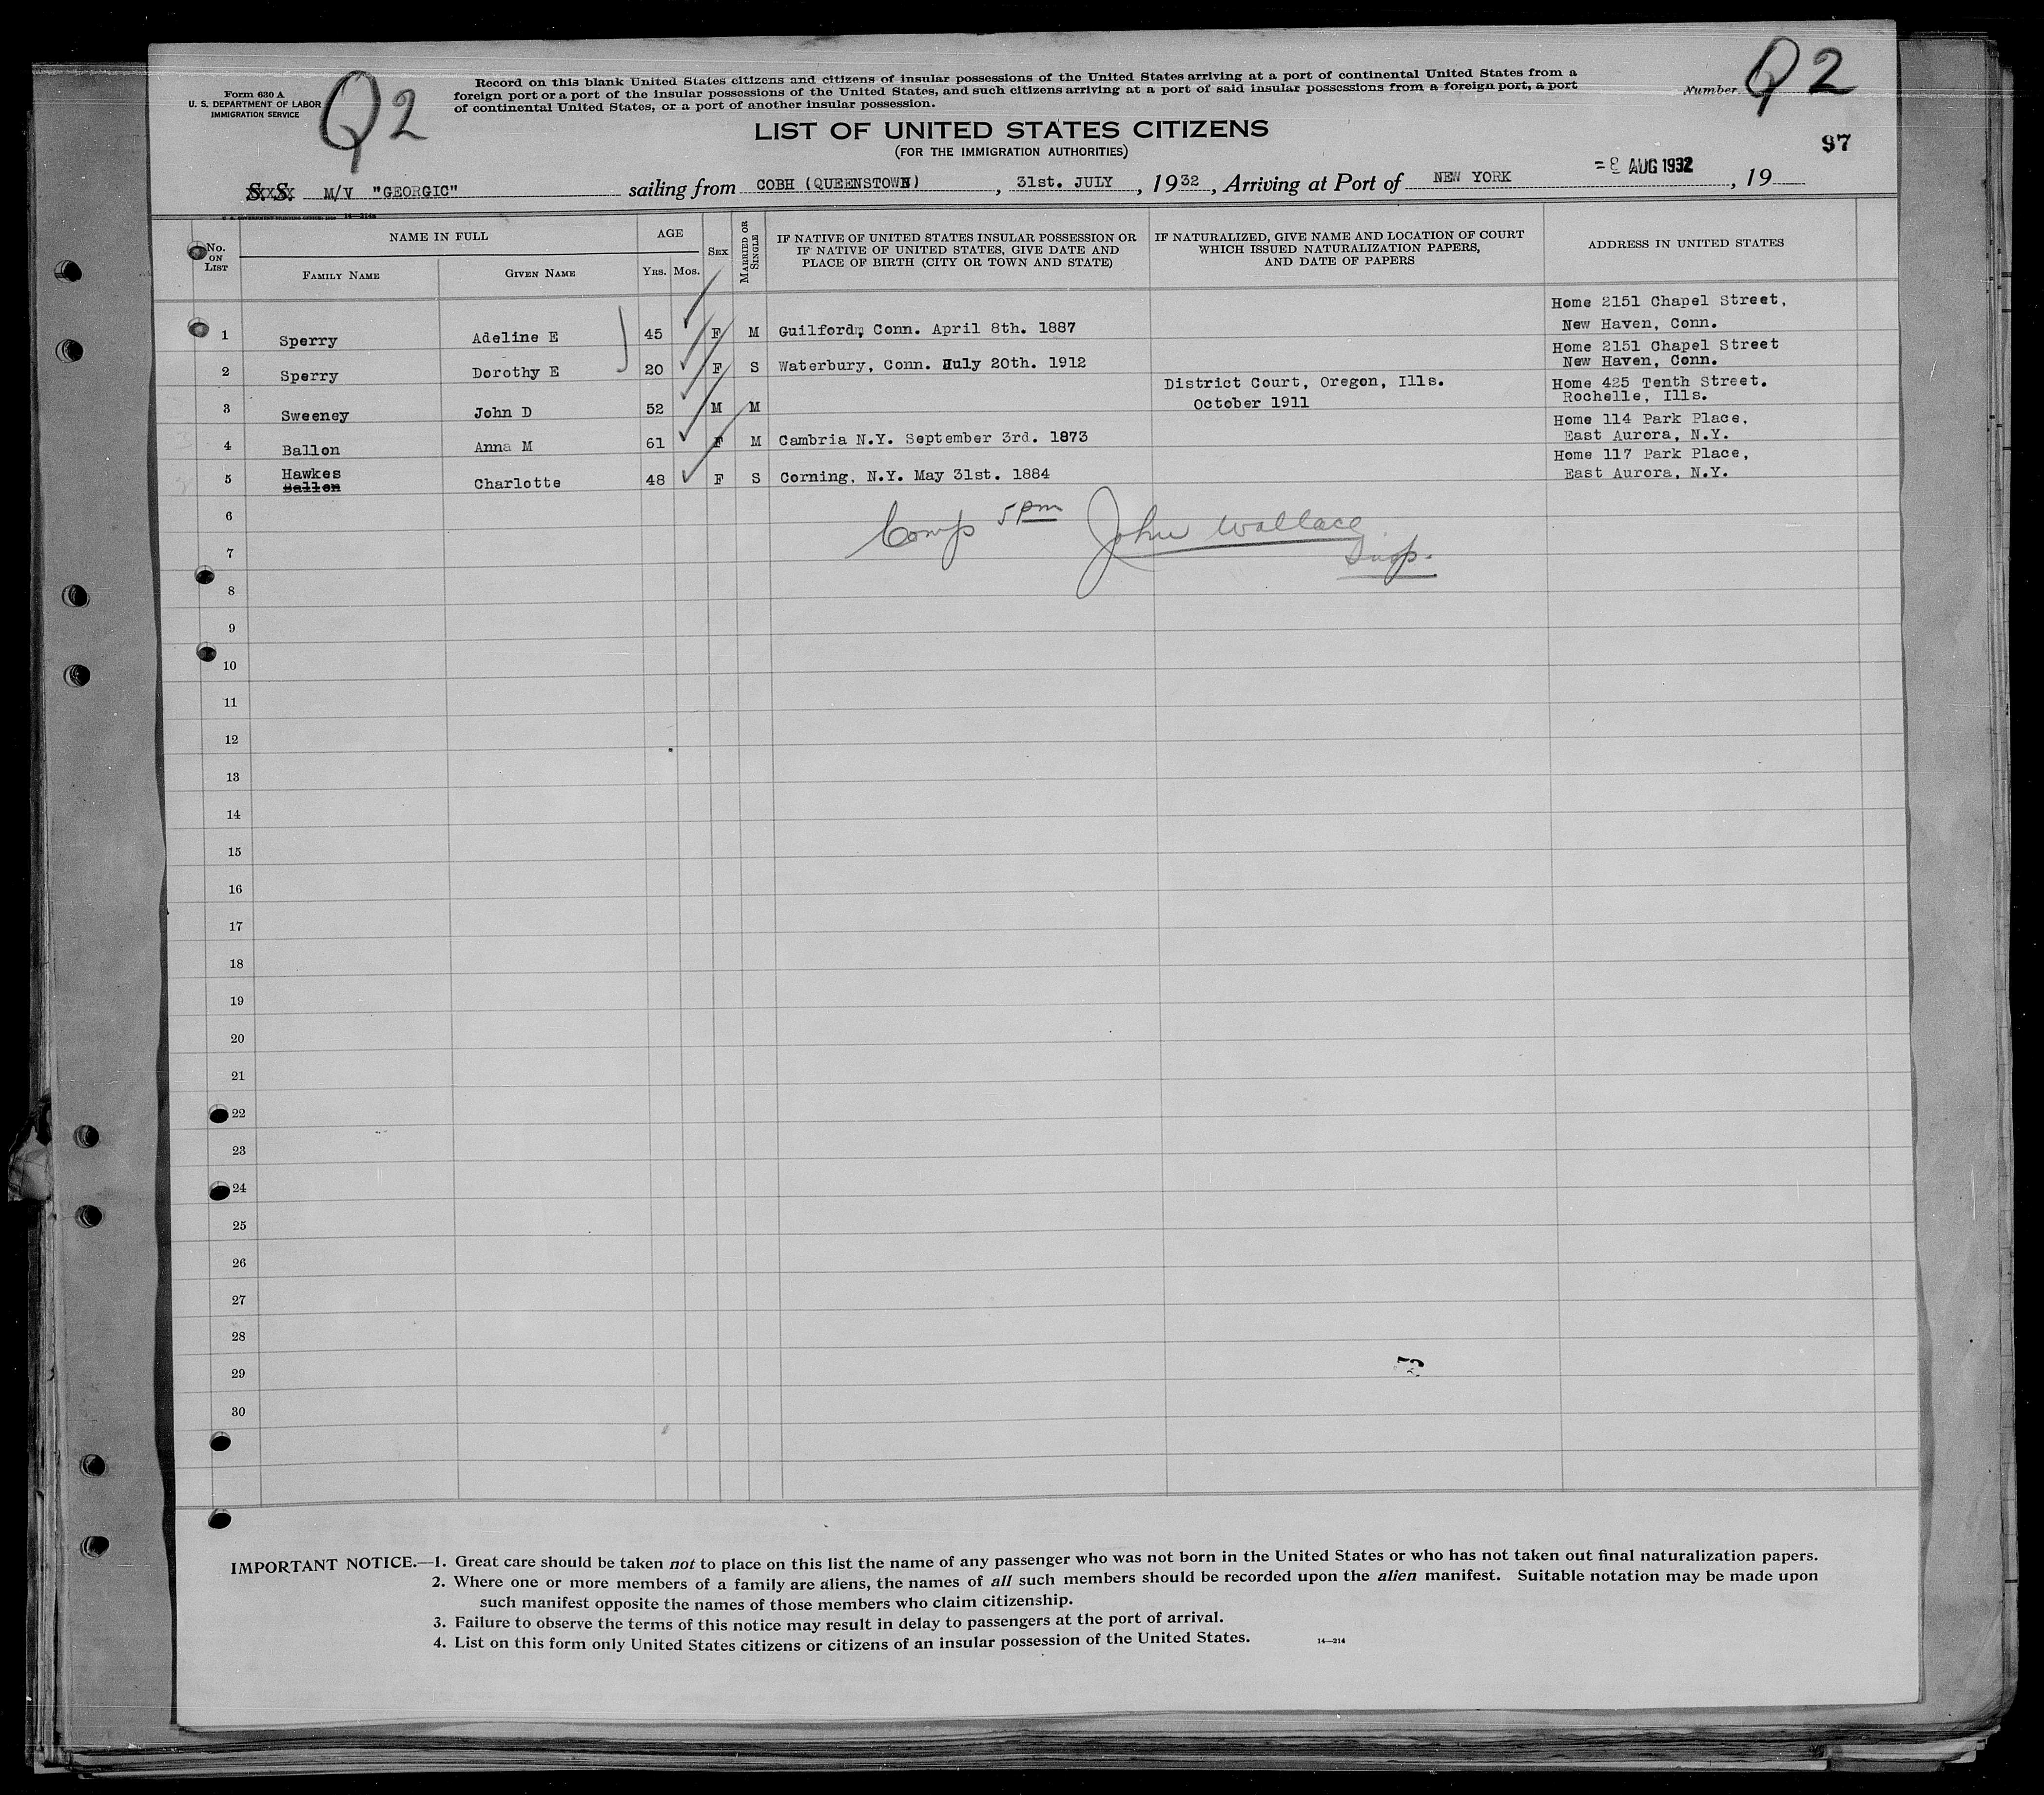 Form 630 A
U. S. DEPARTMENT OF LABOR
IMMIGRATION SERVICE
Q2
Record on this blank United States citizens and citizens of insular possessions of the United States arriving at a port of continental United States from a
foreign port or a port of the insular possessions of the United States, and such citizens arriving at a port of said insular possessions from a foreign port, a port
of continental United States, or a port of another insular possession.
Number Q2
LIST OF UNITED STATES CITIZENS
(FOR THE IMMIGRATION AUTHORITIES)
97
S. S. M/V "GEORGIC" sailing from COBH (QUEENSTOWN), 31st. JULY, 1932, Arriving at Port of NEW YORK AUG 1932, 19
14—214a
No. ON LIST
NAME IN FULL
FAMILY NAME
GIVEN NAME
AGE
YRS. MOS.
SEX
MARRIED OR SINGLE
IF NATIVE OF UNITED STATES INSULAR POSSESSION OR
IF NATIVE OF UNITED STATES, GIVE DATE AND
PLACE OF BIRTH (CITY OR TOWN AND STATE)
IF NATURALIZED, GIVE NAME AND LOCATION OF COURT
WHICH ISSUED NATURALIZATION PAPERS,
AND DATE OF PAPERS
ADDRESS IN UNITED STATES
1 Sperry Adeline E 45 F M Guilford, Conn. April 8th. 1887 Home 2151 Chapel Street,
New Haven, Conn.
2 Sperry Dorothy E 20 F S Waterbury, Conn. July 20th. 1912 Home 2151 Chapel Street
New Haven, Conn.
3 Sweeney John D 52 M M District Court, Oregon, Ills.
October 1911
Home 425 Tenth Street.
Rochelle, Ills.
4 Ballon Anna M 61 F M Cambria N.Y. September 3rd. 1873 Home 114 Park Place,
East Aurora, N.Y.
5 Hawkes
Ballon
Charlotte 48 F S Corning, N.Y. May 31st. 1884 Home 117 Park Place,
East Aurora, N.Y.
Comp 5 pm John Wallace
Insp.
6
7
8
9
10
11
12
13
14
15
16
17
18
19
20
21
22
23
24
25
26
27
28
29
30
IMPORTANT NOTICE.—1. Great care should be taken not to place on this list the name of any passenger who was not born in the United States or who has not taken out final naturalization papers.
2. Where one or more members of a family are aliens, the names of all such members should be recorded upon the alien manifest. Suitable notation may be made upon
such manifest opposite the names of those members who claim citizenship.
3. Failure to observe the terms of this notice may result in delay to passengers at the port of arrival.
4. List on this form only United States citizens or citizens of an insular possession of the United States.
14—214